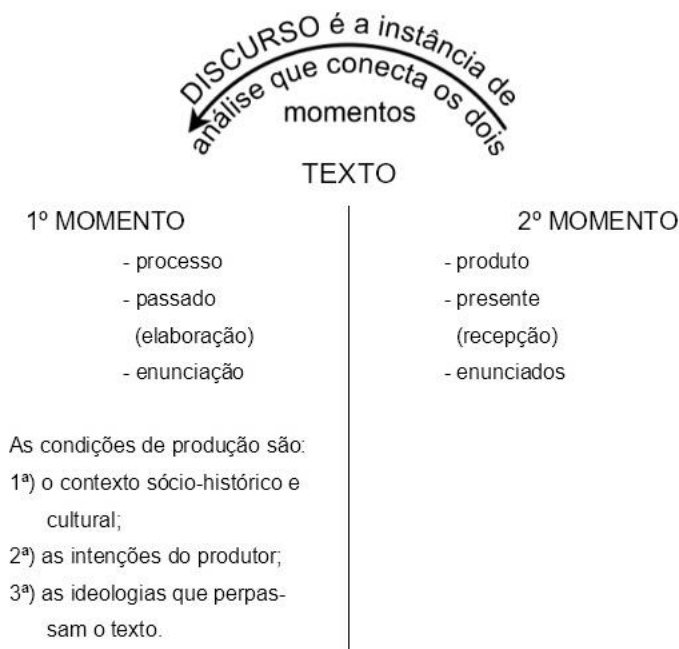 DISCURSO é a instância de
análise que conecta os dois
momentos
TEXTO
1º MOMENTO
- processo
- passado
(elaboração)
- enunciação
As condições de produção são:
1ª) o contexto sócio-histórico e
cultural;
2ª) as intenções do produtor;
3ª) as ideologias que perpas-
sam o texto.
2º MOMENTO
- produto
- presente
(recepção)
- enunciados